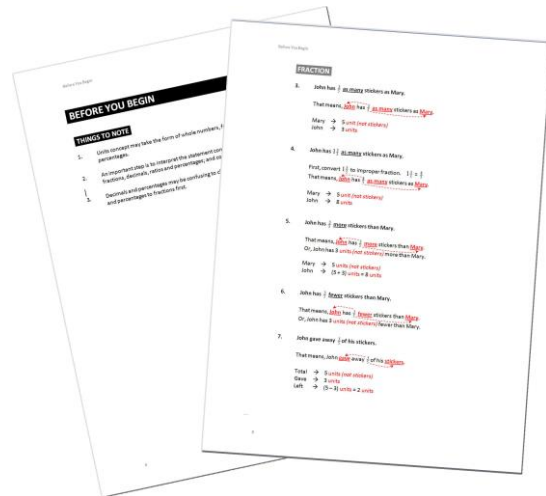 Before You Begin
BEFORE YOU BEGIN
THINGS TO NOTE
1. Units concept may take the form of whole numbers,
percentages.
2. An important step is to interpret the statement
fractions, decimals, ratios and percentages; and
3. Decimals and percentages may be confusing to
and percentages to fractions first.
Before You Begin
FRACTION
3. John has as many stickers as Mary.
That means, John has as many stickers as Mary.
Mary → 5 unit (not stickers)
John → 3 units
4. John has as many stickers as Mary.
First, convert to improper fraction.
That means, John has as many stickers as Mary
Mary → 5 unit (not stickers)
John → 8 units
5. John has more stickers than Mary.
That means, John has more stickers than Mary
Or, John has 3 units (not stickers) more than Mary.
Mary → 5 units (not stickers)
John → (5 + 3) units = 8 units
6. John has fewer stickers than Mary.
That means, John has fewer stickers than Mary
Or, John has 3 units (not stickers) fewer than Mary.
7. John gave away of his stickers.
That means, John gave away of his stickers.
Total → 5 units (not stickers)
Gave → 3 units
Left → (5 – 3) units = 2 units